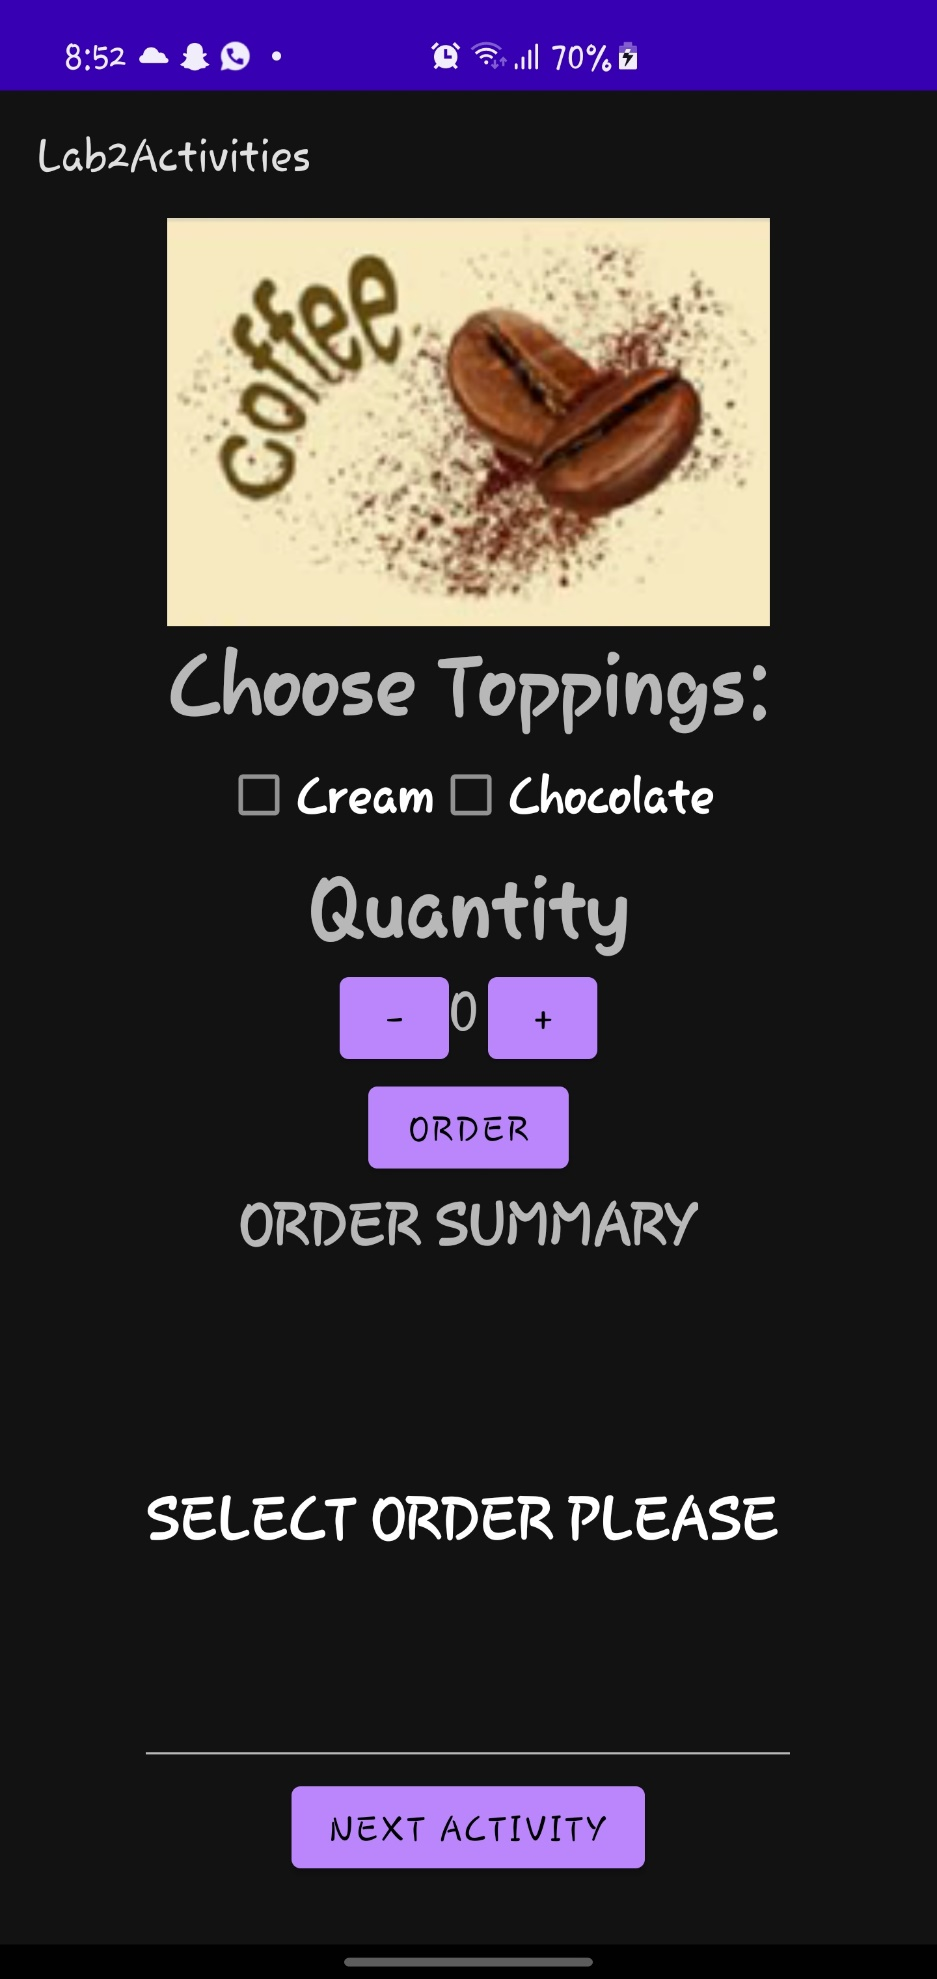 8:52 70%
Lab2Activities
Coffee
Choose Toppings:
Cream Chocolate
Quantity
- 0 +
ORDER
ORDER SUMMARY
SELECT ORDER PLEASE
NEXT ACTIVITY